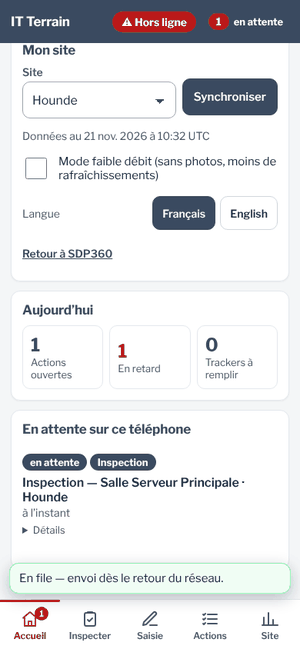 IT Terrain
Hors ligne
1 en attente
Mon site
Site
Hounde
Synchroniser
Données au 21 nov. 2026 à 10:32 UTC
Mode faible débit (sans photos, moins de
rafraîchissements)
Langue
Français
English
Retour à SDP360
Aujourd'hui
1
Actions
ouvertes
1
En retard
0
Trackers à
remplir
En attente sur ce téléphone
en attente
Inspection
Inspection — Salle Serveur Principale ·
Hounde
à l'instant
Détails
En file — envoi dès le retour du réseau.
1
Accueil
Inspecter
Saisie
Actions
Site